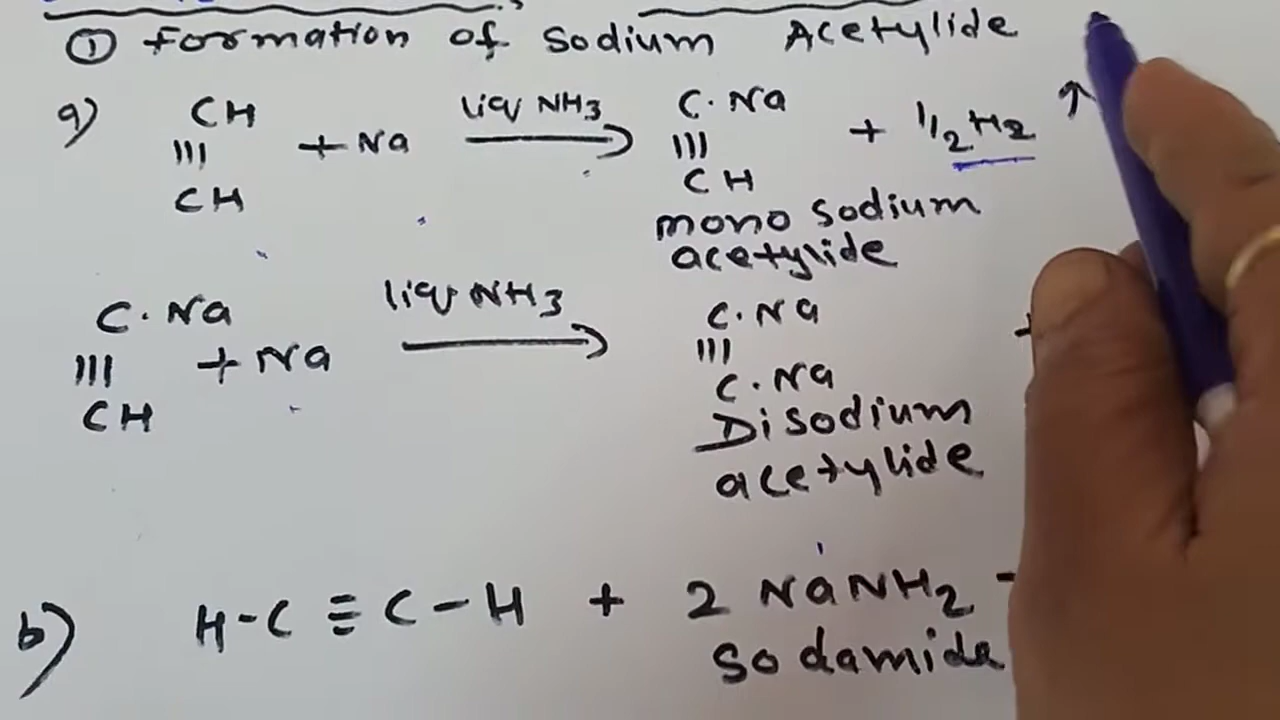 ① Formation of Sodium Acetylide
a) CH + Na liq NH3 → C·Na + 1/2 H2 ↑
|||
CH CH
mono sodium
acetylide
C·Na + Na liq NH3 → C·Na +
|||
CH C·Na
Disodium
acetylide
b) H-C≡C-H + 2 NaNH2 -
Sodamide